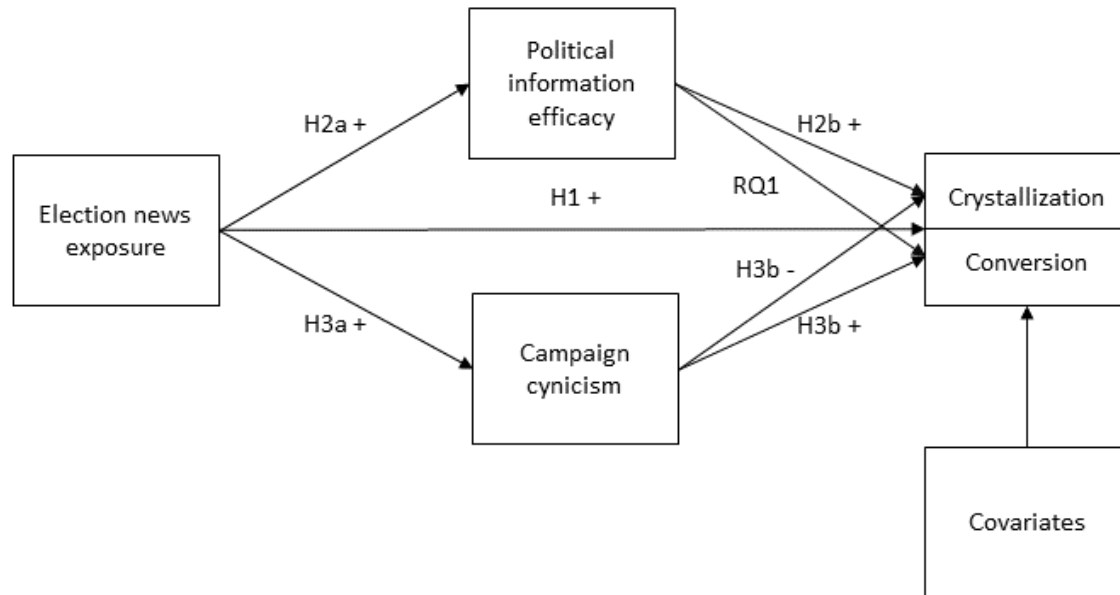 Political
information
efficacy
H2a +
H2b +
RQ1
Election news
exposure
H1 +
Crystallization
Conversion
H3b -
H3a +
H3b +
Campaign
cynicism
Covariates